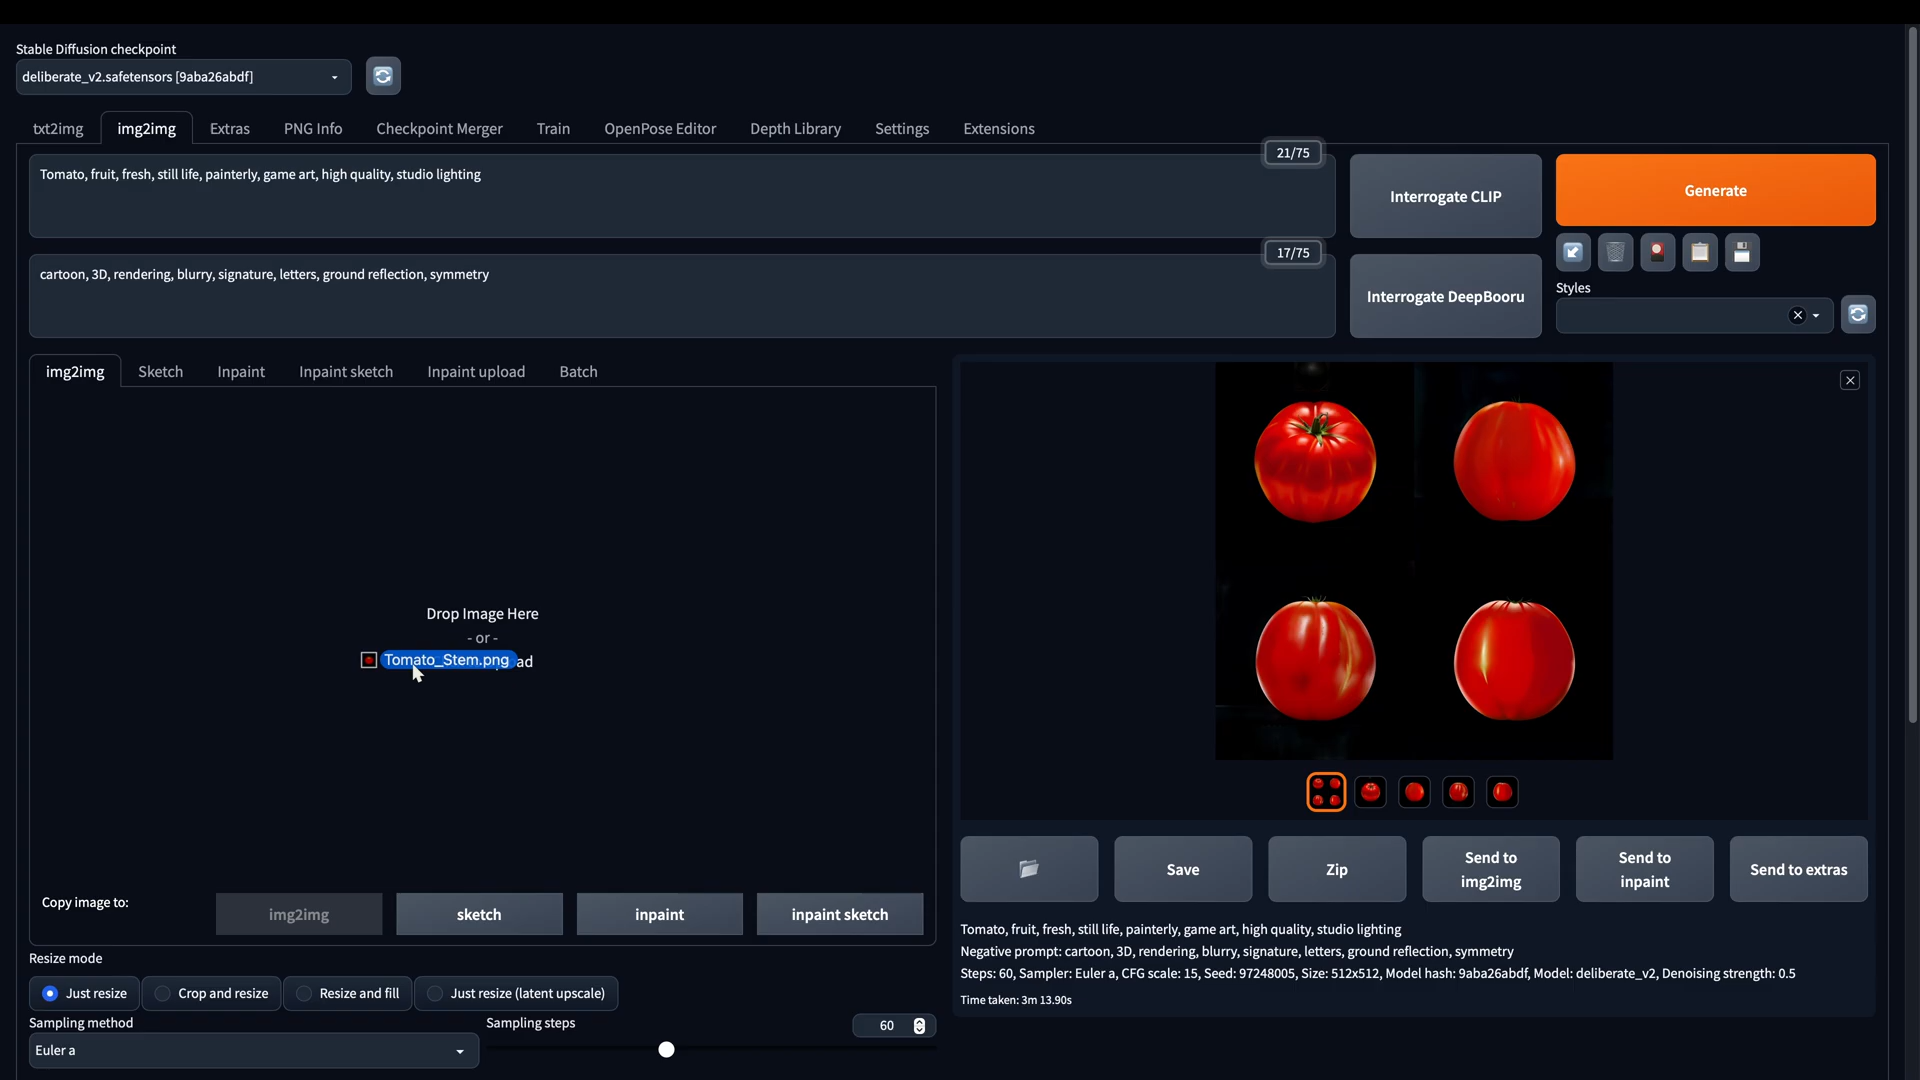 Stable Diffusion checkpoint
deliberate_v2.safetensors [9aba26abdf]
txt2img
img2img
Extras
PNG Info
Checkpoint Merger
Train
OpenPose Editor
Depth Library
Settings
Extensions
21/75
Tomato, fruit, fresh, still life, painterly, game art, high quality, studio lighting
Interrogate CLIP
Generate
17/75
cartoon, 3D, rendering, blurry, signature, letters, ground reflection, symmetry
Interrogate DeepBooru
Styles
img2img
Sketch
Inpaint
Inpaint sketch
Inpaint upload
Batch
Drop Image Here
- or -
Tomato_Stem.png
ad
Copy image to:
img2img
sketch
inpaint
inpaint sketch
Save
Zip
Send to
img2img
Send to
inpaint
Send to extras
Tomato, fruit, fresh, still life, painterly, game art, high quality, studio lighting
Negative prompt: cartoon, 3D, rendering, blurry, signature, letters, ground reflection, symmetry
Steps: 60, Sampler: Euler a, CFG scale: 15, Seed: 97248005, Size: 512x512, Model hash: 9aba26abdf, Model: deliberate_v2, Denoising strength: 0.5
Time taken: 3m 13.90s
Resize mode
Just resize
Crop and resize
Resize and fill
Just resize (latent upscale)
Sampling method
Euler a
Sampling steps
60